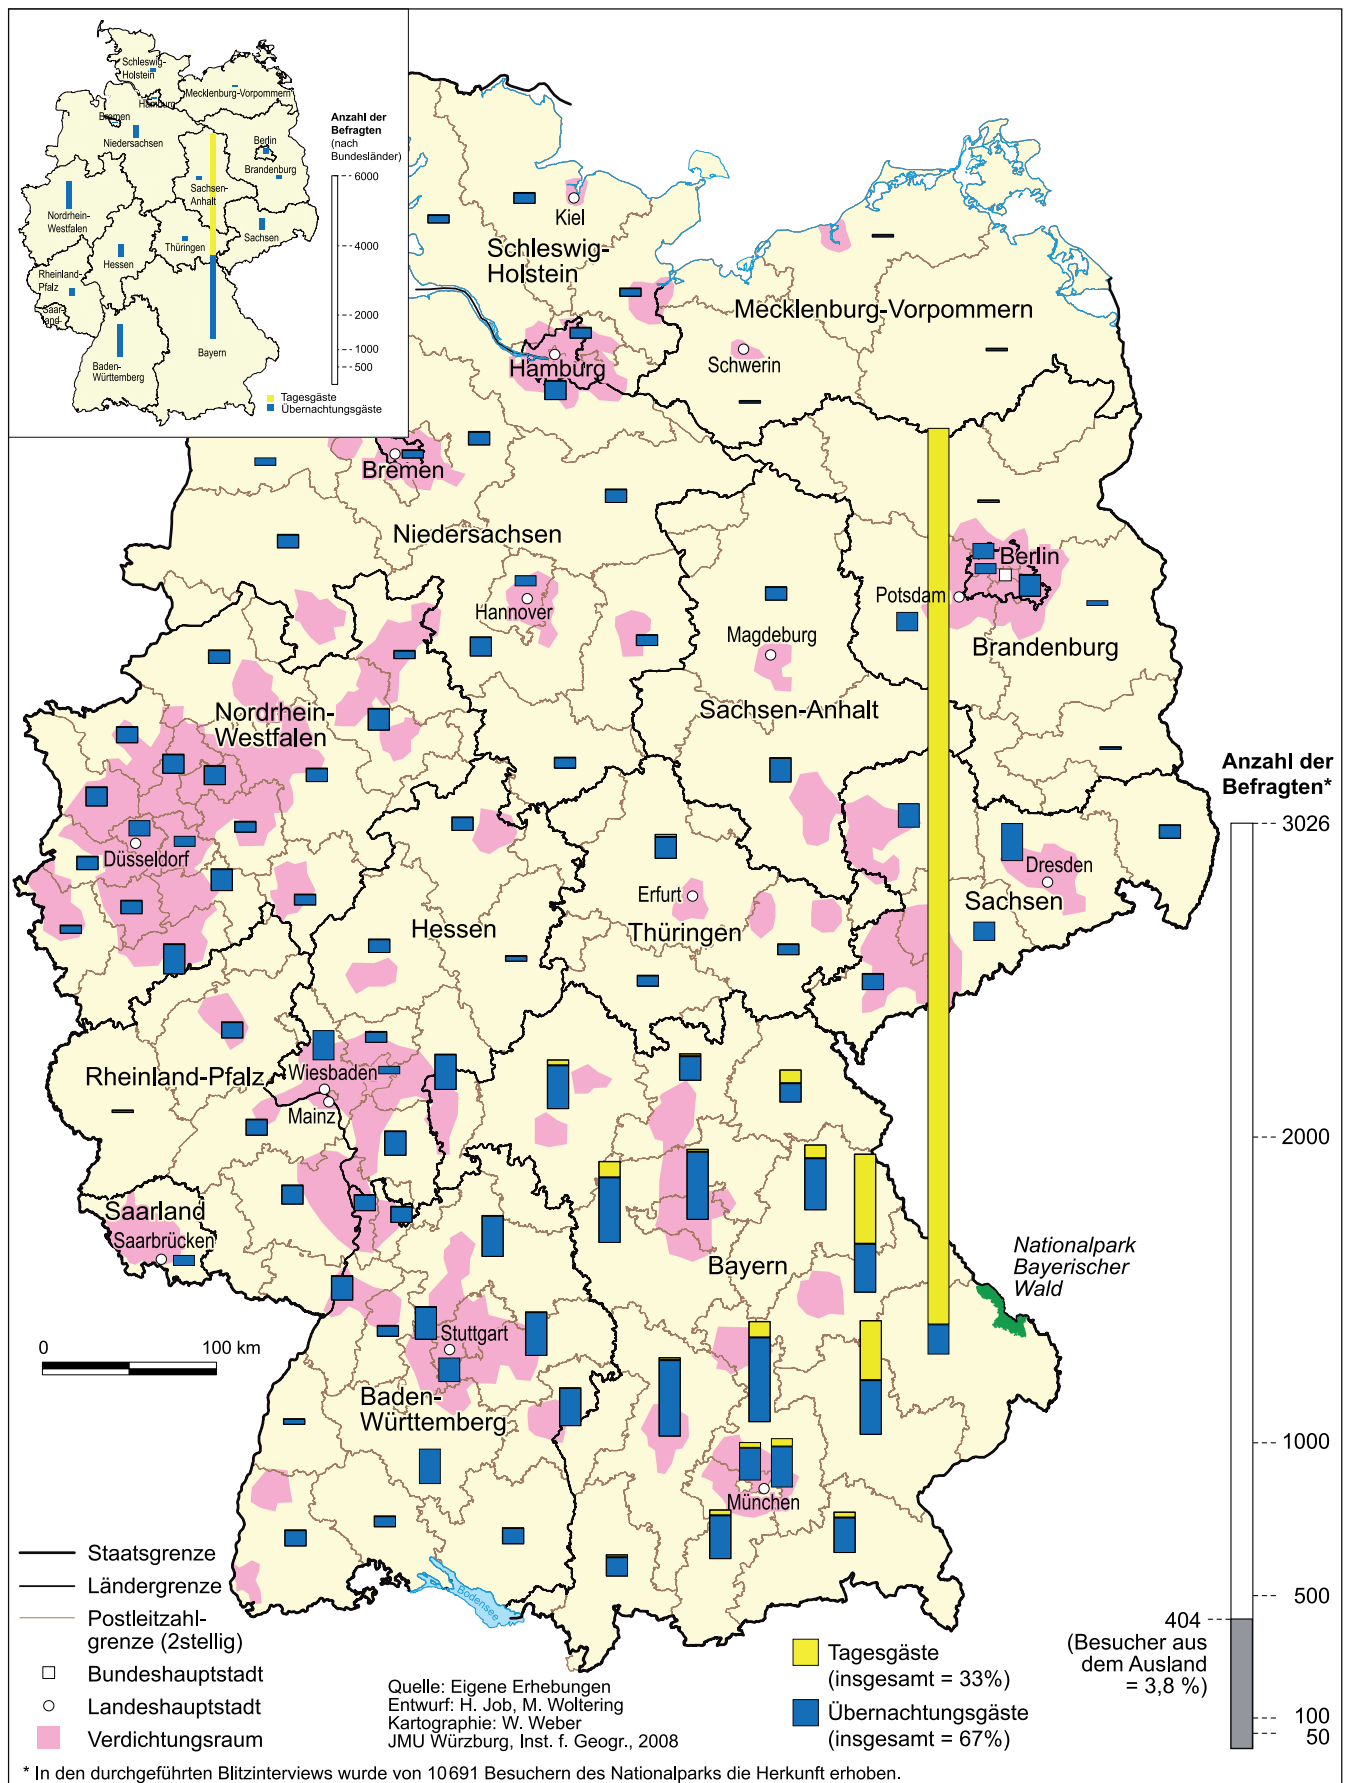 Schleswig-
Holstein
Mecklenburg-Vorpommern
Hamburg
Bremen
Niedersachsen
Berlin
Brandenburg
Sachsen-
Anhalt
Nordrhein-
Westfalen
Thüringen
Sachsen
Hessen
Rheinland-
Pfalz
Saar-
land
Bayern
Baden-
Württemberg
Anzahl der
Befragten
(nach
Bundesländer)
6000
4000
2000
1000
500
Tagesgäste
Übernachtungsgäste
Kiel
Schleswig-
Holstein
Mecklenburg-Vorpommern
Schwerin
Hamburg
Bremen
Niedersachsen
Berlin
Hannover
Potsdam
Magdeburg
Brandenburg
Sachsen-Anhalt
Nordrhein-
Westfalen
Düsseldorf
Dresden
Erfurt
Sachsen
Hessen
Thüringen
Wiesbaden
Rheinland-Pfalz
Mainz
Saarland
Saarbrücken
Bayern
Nationalpark
Bayerischer
Wald
Stuttgart
Baden-
Württemberg
München
Bodensee
0 100 km
Anzahl der
Befragten*
3026
2000
1000
500
404
(Besucher aus
dem Ausland
= 3,8 %)
100
50
Staatsgrenze
Ländergrenze
Postleitzahl-
grenze (2stellig)
Bundeshauptstadt
Landeshauptstadt
Verdichtungsraum
Quelle: Eigene Erhebungen
Entwurf: H. Job, M. Woltering
Kartographie: W. Weber
JMU Würzburg, Inst. f. Geogr., 2008
Tagesgäste
(insgesamt = 33%)
Übernachtungsgäste
(insgesamt = 67%)
* In den durchgeführten Blitzinterviews wurde von 10691 Besuchern des Nationalparks die Herkunft erhoben.